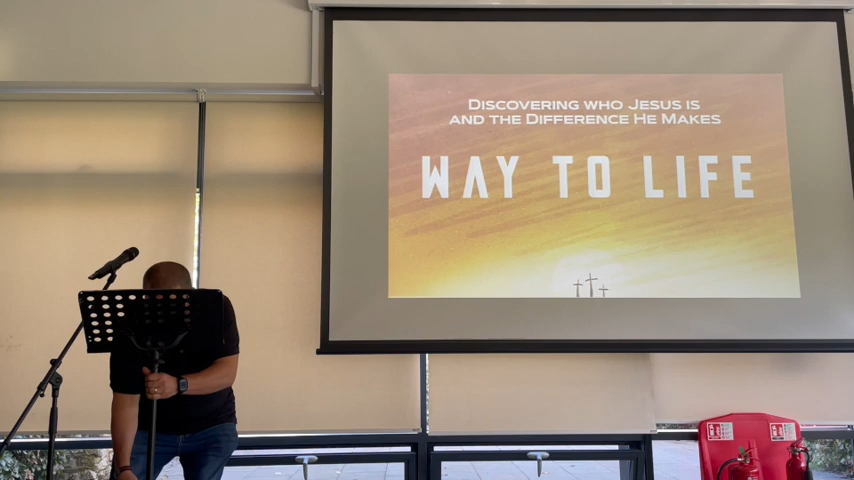 Discovering who Jesus is
and the Difference He Makes
WAY TO LIFE